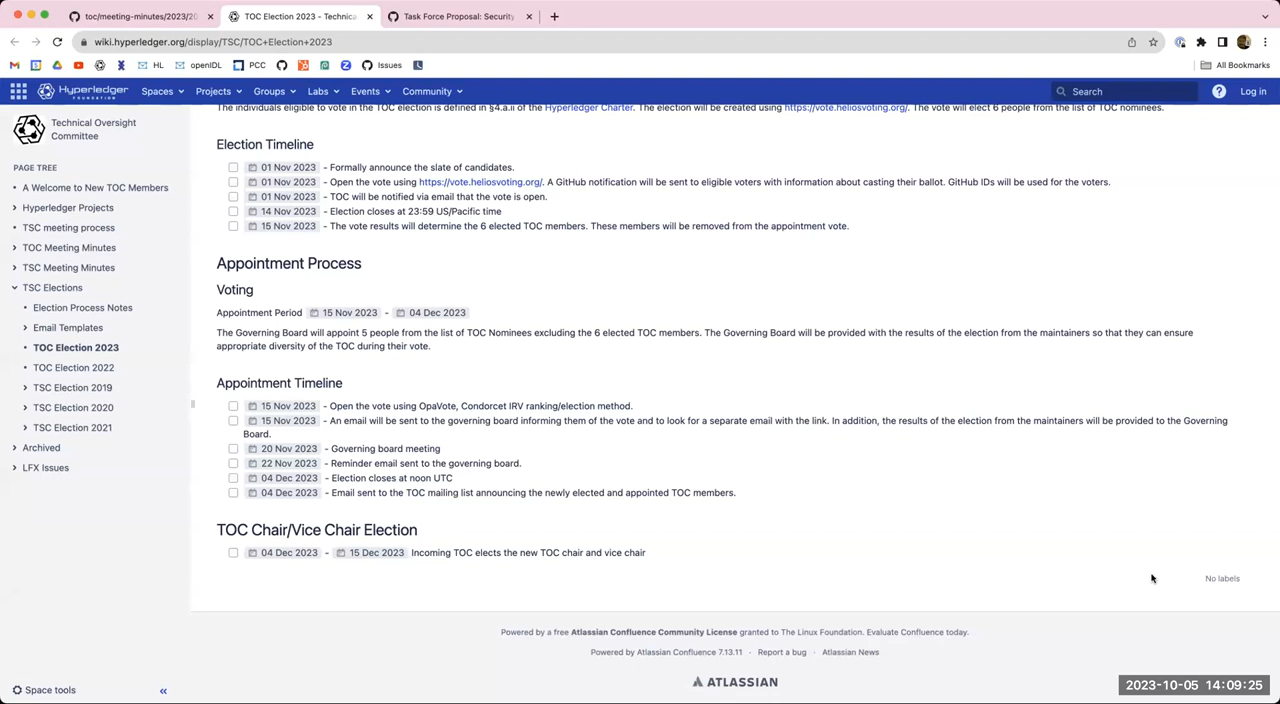 toc/meeting-minutes/2023/20
TOC Election 2023 - Technica
Task Force Proposal: Security
wiki.hyperledger.org/display/TSC/TOC+Election+2023
HL
openIDL
PCC
Issues
All Bookmarks
HYPERLEDGER FOUNDATION
Spaces
Projects
Groups
Labs
Events
Community
Search
Log in
Technical Oversight
Committee
PAGE TREE
A Welcome to New TOC Members
Hyperledger Projects
TSC meeting process
TOC Meeting Minutes
TSC Meeting Minutes
TSC Elections
Election Process Notes
Email Templates
TOC Election 2023
TOC Election 2022
TSC Election 2019
TSC Election 2020
TSC Election 2021
Archived
LFX Issues
Space tools
The individuals eligible to vote in the TOC election is defined in §4.a.ii of the Hyperledger Charter. The election will be created using https://vote.heliosvoting.org/. The vote will elect 6 people from the list of TOC nominees.
Election Timeline
01 Nov 2023 - Formally announce the slate of candidates.
01 Nov 2023 - Open the vote using https://vote.heliosvoting.org/. A GitHub notification will be sent to eligible voters with information about casting their ballot. GitHub IDs will be used for the voters.
01 Nov 2023 - TOC will be notified via email that the vote is open.
14 Nov 2023 - Election closes at 23:59 US/Pacific time
15 Nov 2023 - The vote results will determine the 6 elected TOC members. These members will be removed from the appointment vote.
Appointment Process
Voting
Appointment Period 15 Nov 2023 - 04 Dec 2023
The Governing Board will appoint 5 people from the list of TOC Nominees excluding the 6 elected TOC members. The Governing Board will be provided with the results of the election from the maintainers so that they can ensure
appropriate diversity of the TOC during their vote.
Appointment Timeline
15 Nov 2023 - Open the vote using OpaVote, Condorcet IRV ranking/election method.
15 Nov 2023 - An email will be sent to the governing board informing them of the vote and to look for a separate email with the link. In addition, the results of the election from the maintainers will be provided to the Governing
Board.
20 Nov 2023 - Governing board meeting
22 Nov 2023 - Reminder email sent to the governing board.
04 Dec 2023 - Election closes at noon UTC
04 Dec 2023 - Email sent to the TOC mailing list announcing the newly elected and appointed TOC members.
TOC Chair/Vice Chair Election
04 Dec 2023 - 15 Dec 2023 Incoming TOC elects the new TOC chair and vice chair
No labels
Powered by a free Atlassian Confluence Community License granted to The Linux Foundation. Evaluate Confluence today.
Powered by Atlassian Confluence 7.13.11 · Report a bug · Atlassian News
ATLASSIAN
2023-10-05 14:09:25